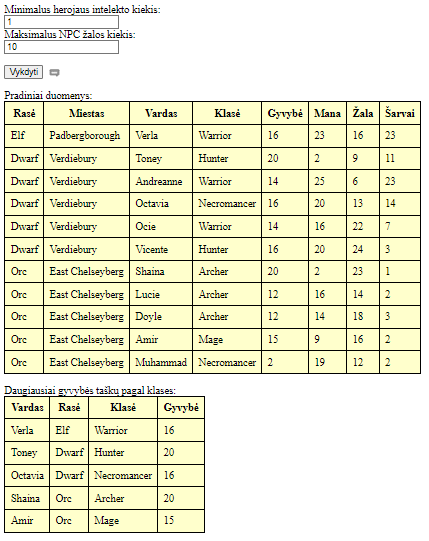 Minimalus herojaus intelekto kiekis:
1
Maksimalus NPC žalos kiekis:
10
Vykdyti
Pradiniai duomenys:
Rasė Miestas Vardas Klasė Gyvybė Mana Žala Šarvai
Elf Padbergborough Verla Warrior 16 23 16 23
Dwarf Verdiebury Toney Hunter 20 2 9 11
Dwarf Verdiebury Andreanne Warrior 14 25 6 23
Dwarf Verdiebury Octavia Necromancer 16 20 13 14
Dwarf Verdiebury Ocie Warrior 14 16 22 7
Dwarf Verdiebury Vicente Hunter 16 20 24 3
Orc East Chelseyberg Shaina Archer 20 2 23 1
Orc East Chelseyberg Lucie Archer 12 16 14 2
Orc East Chelseyberg Doyle Archer 12 14 18 3
Orc East Chelseyberg Amir Mage 15 9 16 2
Orc East Chelseyberg Muhammad Necromancer 2 19 12 2
Daugiausiai gyvybės taškų pagal klases:
Vardas Rasė Klasė Gyvybė
Verla Elf Warrior 16
Toney Dwarf Hunter 20
Octavia Dwarf Necromancer 16
Shaina Orc Archer 20
Amir Orc Mage 15